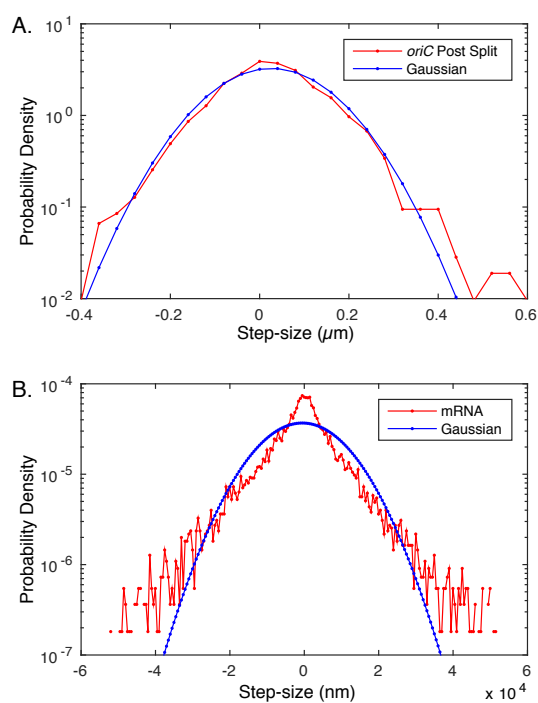 A.
oriC Post Split
Gaussian
Probability Density
10^1
10^0
10^-1
10^-2
-0.4
-0.2
0
0.2
0.4
0.6
Step-size (µm)
B.
mRNA
Gaussian
Probability Density
10^-4
10^-5
10^-6
10^-7
-6
-4
-2
0
2
4
6
x 10^4
Step-size (nm)